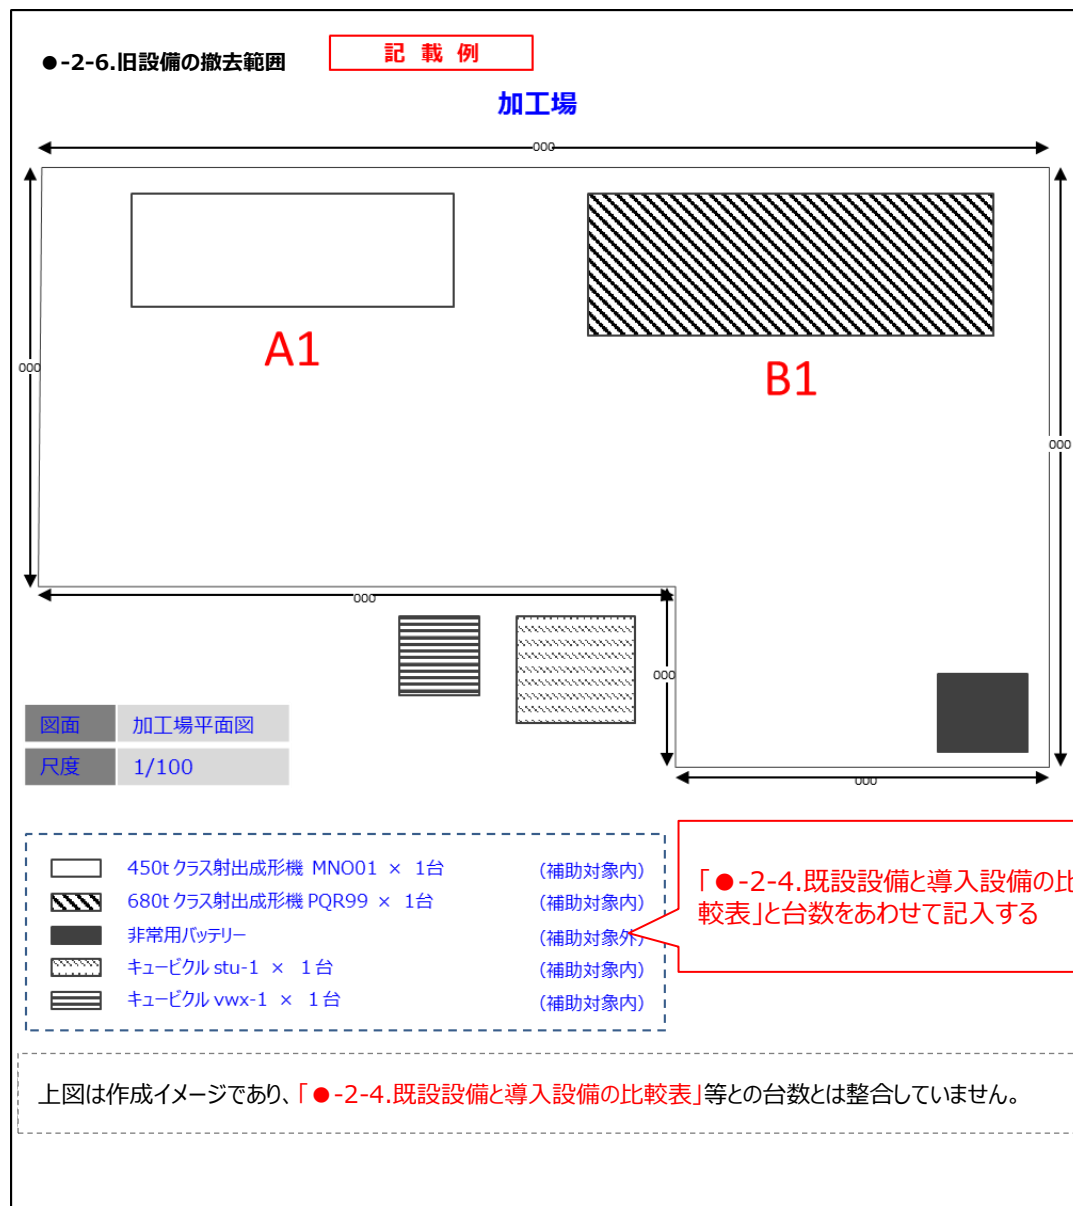 ●-2-6.旧設備の撤去範囲
記 載 例
加工場
000
000
A1
B1
000
000
000
000
図面 加工場平面図
尺度 1/100
450t クラス射出成形機 MNO01 × 1台 (補助対象内)
680t クラス射出成形機 PQR99 × 1台 (補助対象内)
非常用バッテリー (補助対象外)
キュービクル stu-1 × 1台 (補助対象内)
キュービクル vwx-1 × 1台 (補助対象内)
「●-2-4.既設設備と導入設備の比
較表」と台数をあわせて記入する
上図は作成イメージであり、「●-2-4.既設設備と導入設備の比較表」等との台数とは整合していません。